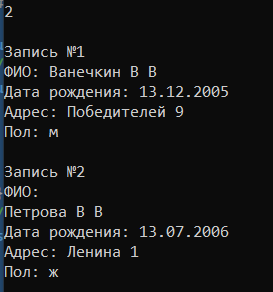 2
Запись №1
ФИО: Ванечкин В В
Дата рождения: 13.12.2005
Адрес: Победителей 9
Пол: м
Запись №2
ФИО:
Петрова В В
Дата рождения: 13.07.2006
Адрес: Ленина 1
Пол: ж